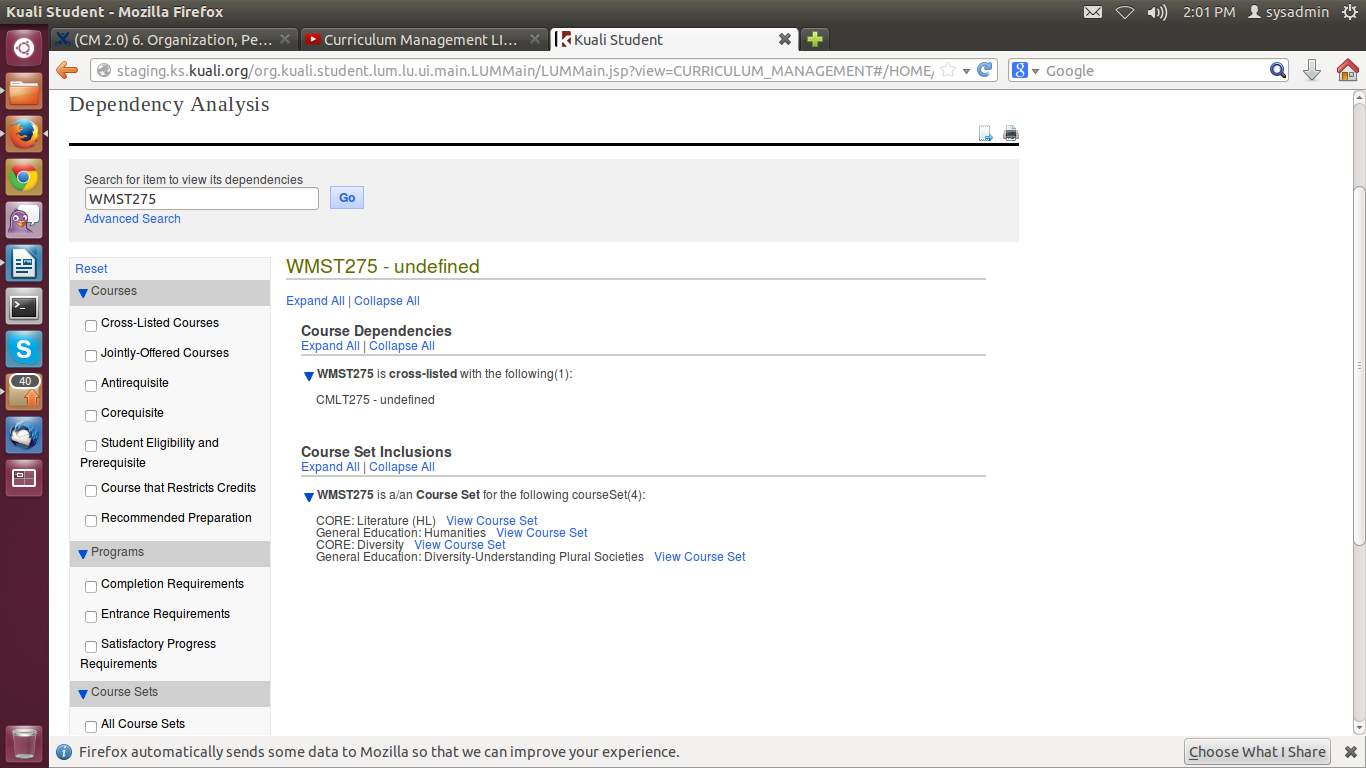 Kuali Student - Mozilla Firefox
2:01 PM
sysadmin
(CM 2.0) 6. Organization, Pe...
Curriculum Management LI...
Kuali Student
staging.ks.kuali.org/org.kuali.student.lum.lu.ui.main.LUMMain/LUMMain.jsp?view=CURRICULUM_MANAGEMENT#/HOME/
Google
Dependency Analysis
Search for item to view its dependencies
WMST275
Go
Advanced Search
Reset
Courses
Cross-Listed Courses
Jointly-Offered Courses
Antirequisite
Corequisite
Student Eligibility and
Prerequisite
Course that Restricts Credits
Recommended Preparation
Programs
Completion Requirements
Entrance Requirements
Satisfactory Progress
Requirements
Course Sets
All Course Sets
WMST275 - undefined
Expand All | Collapse All
Course Dependencies
Expand All | Collapse All
WMST275 is cross-listed with the following(1):
CMLT275 - undefined
Course Set Inclusions
Expand All | Collapse All
WMST275 is a/an Course Set for the following courseSet(4):
CORE: Literature (HL) View Course Set
General Education: Humanities View Course Set
CORE: Diversity View Course Set
General Education: Diversity-Understanding Plural Societies View Course Set
40
Firefox automatically sends some data to Mozilla so that we can improve your experience.
Choose What I Share